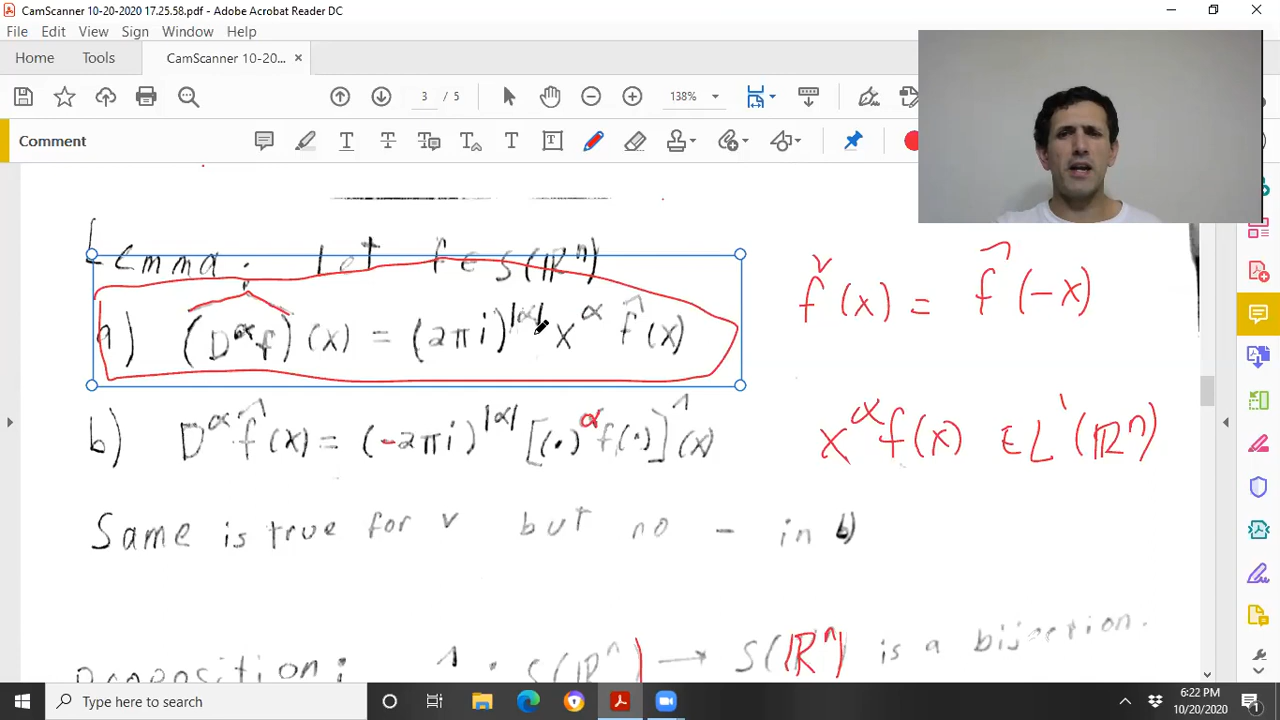 CamScanner 10-20-2020 17.25.58.pdf - Adobe Acrobat Reader DC
File Edit View Sign Window Help
Home Tools CamScanner 10-20... ×
3 / 5 138%
Comment
Lemma: Let f ∈ S(ℝⁿ)
a) (D^α f)^(x) = (2πi)^|α| x^α f̂(x)
f̌(x) = f̂(-x)
b) D^α f̂(x) = (-2πi)^|α| [(·)^α f(·)]^(x)
x^α f(x) ∈ L¹(ℝⁿ)
Same is true for v but no - in b)
Proposition: ^ : S(ℝⁿ) → S(ℝⁿ) is a bijection.
Type here to search
6:22 PM
10/20/2020
1